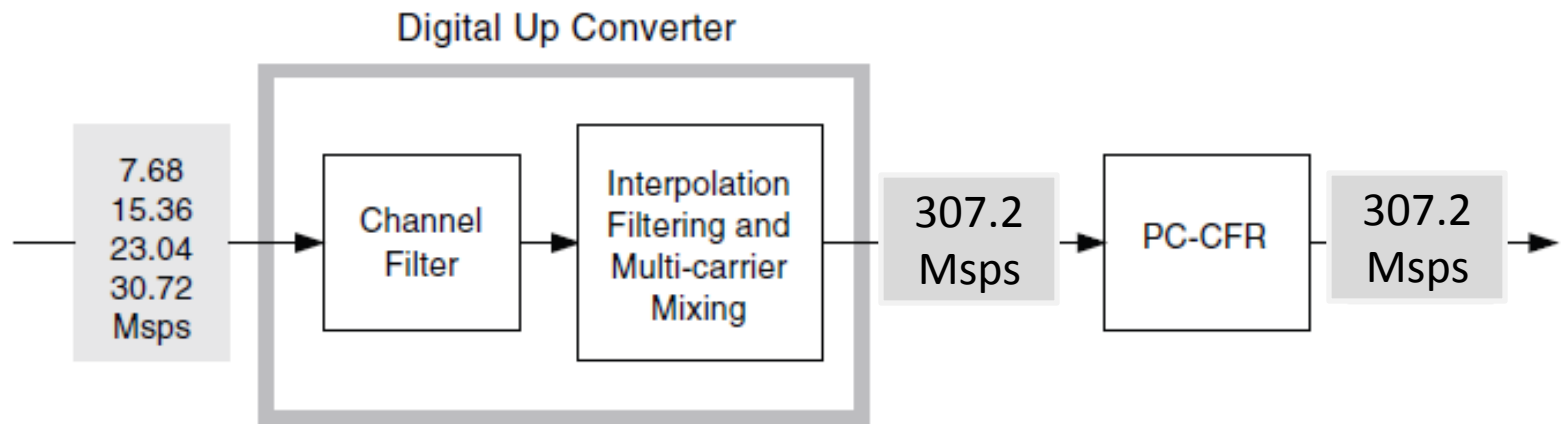 Digital Up Converter
7.68
15.36
23.04
30.72
Msps
Channel
Filter
Interpolation
Filtering and
Multi-carrier
Mixing
307.2
Msps
PC-CFR
307.2
Msps